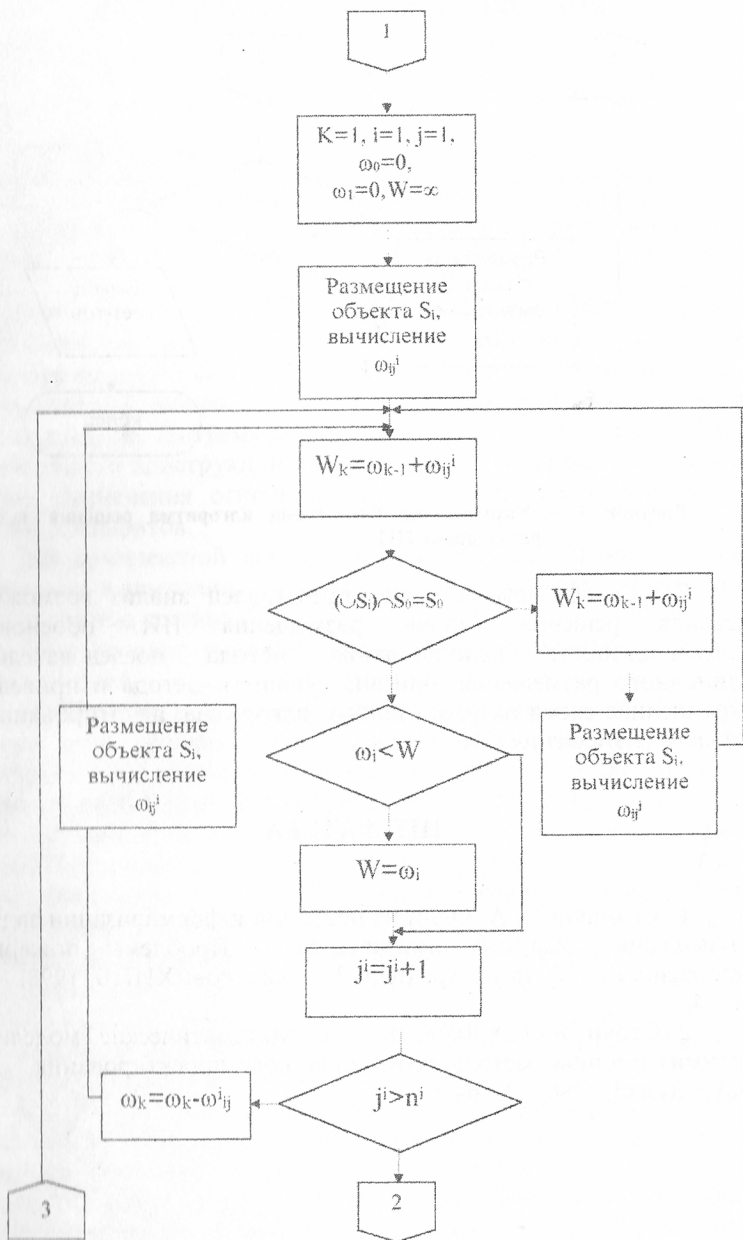 1
K=1, i=1, j=1,
ω₀=0,
ω₁=0, W=∞
Размещение
объекта Sᵢ,
вычисление
ωᵢⱼⁱ
Wₖ=ωₖ₋₁+ωᵢⱼⁱ
(∪Sᵢ)∩S₀=S₀
Wₖ=ωₖ₋₁+ωᵢⱼⁱ
Размещение
объекта Sᵢ,
вычисление
ωᵢⱼⁱ
ωᵢ<W
Размещение
объекта Sᵢ,
вычисление
ωᵢⱼⁱ
W=ωᵢ
jⁱ=jⁱ+1
ωₖ=ωₖ-ωⁱᵢⱼ
jⁱ>nⁱ
3
2